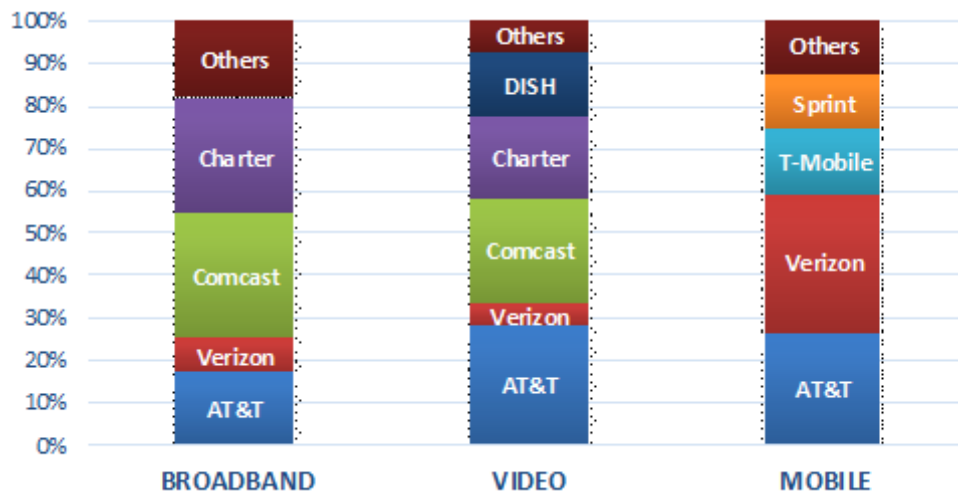 100%
90%
80%
70%
60%
50%
40%
30%
20%
10%
0%
Others
Charter
Comcast
Verizon
AT&T
Others
DISH
Charter
Comcast
Verizon
AT&T
Others
Sprint
T-Mobile
Verizon
AT&T
BROADBAND
VIDEO
MOBILE